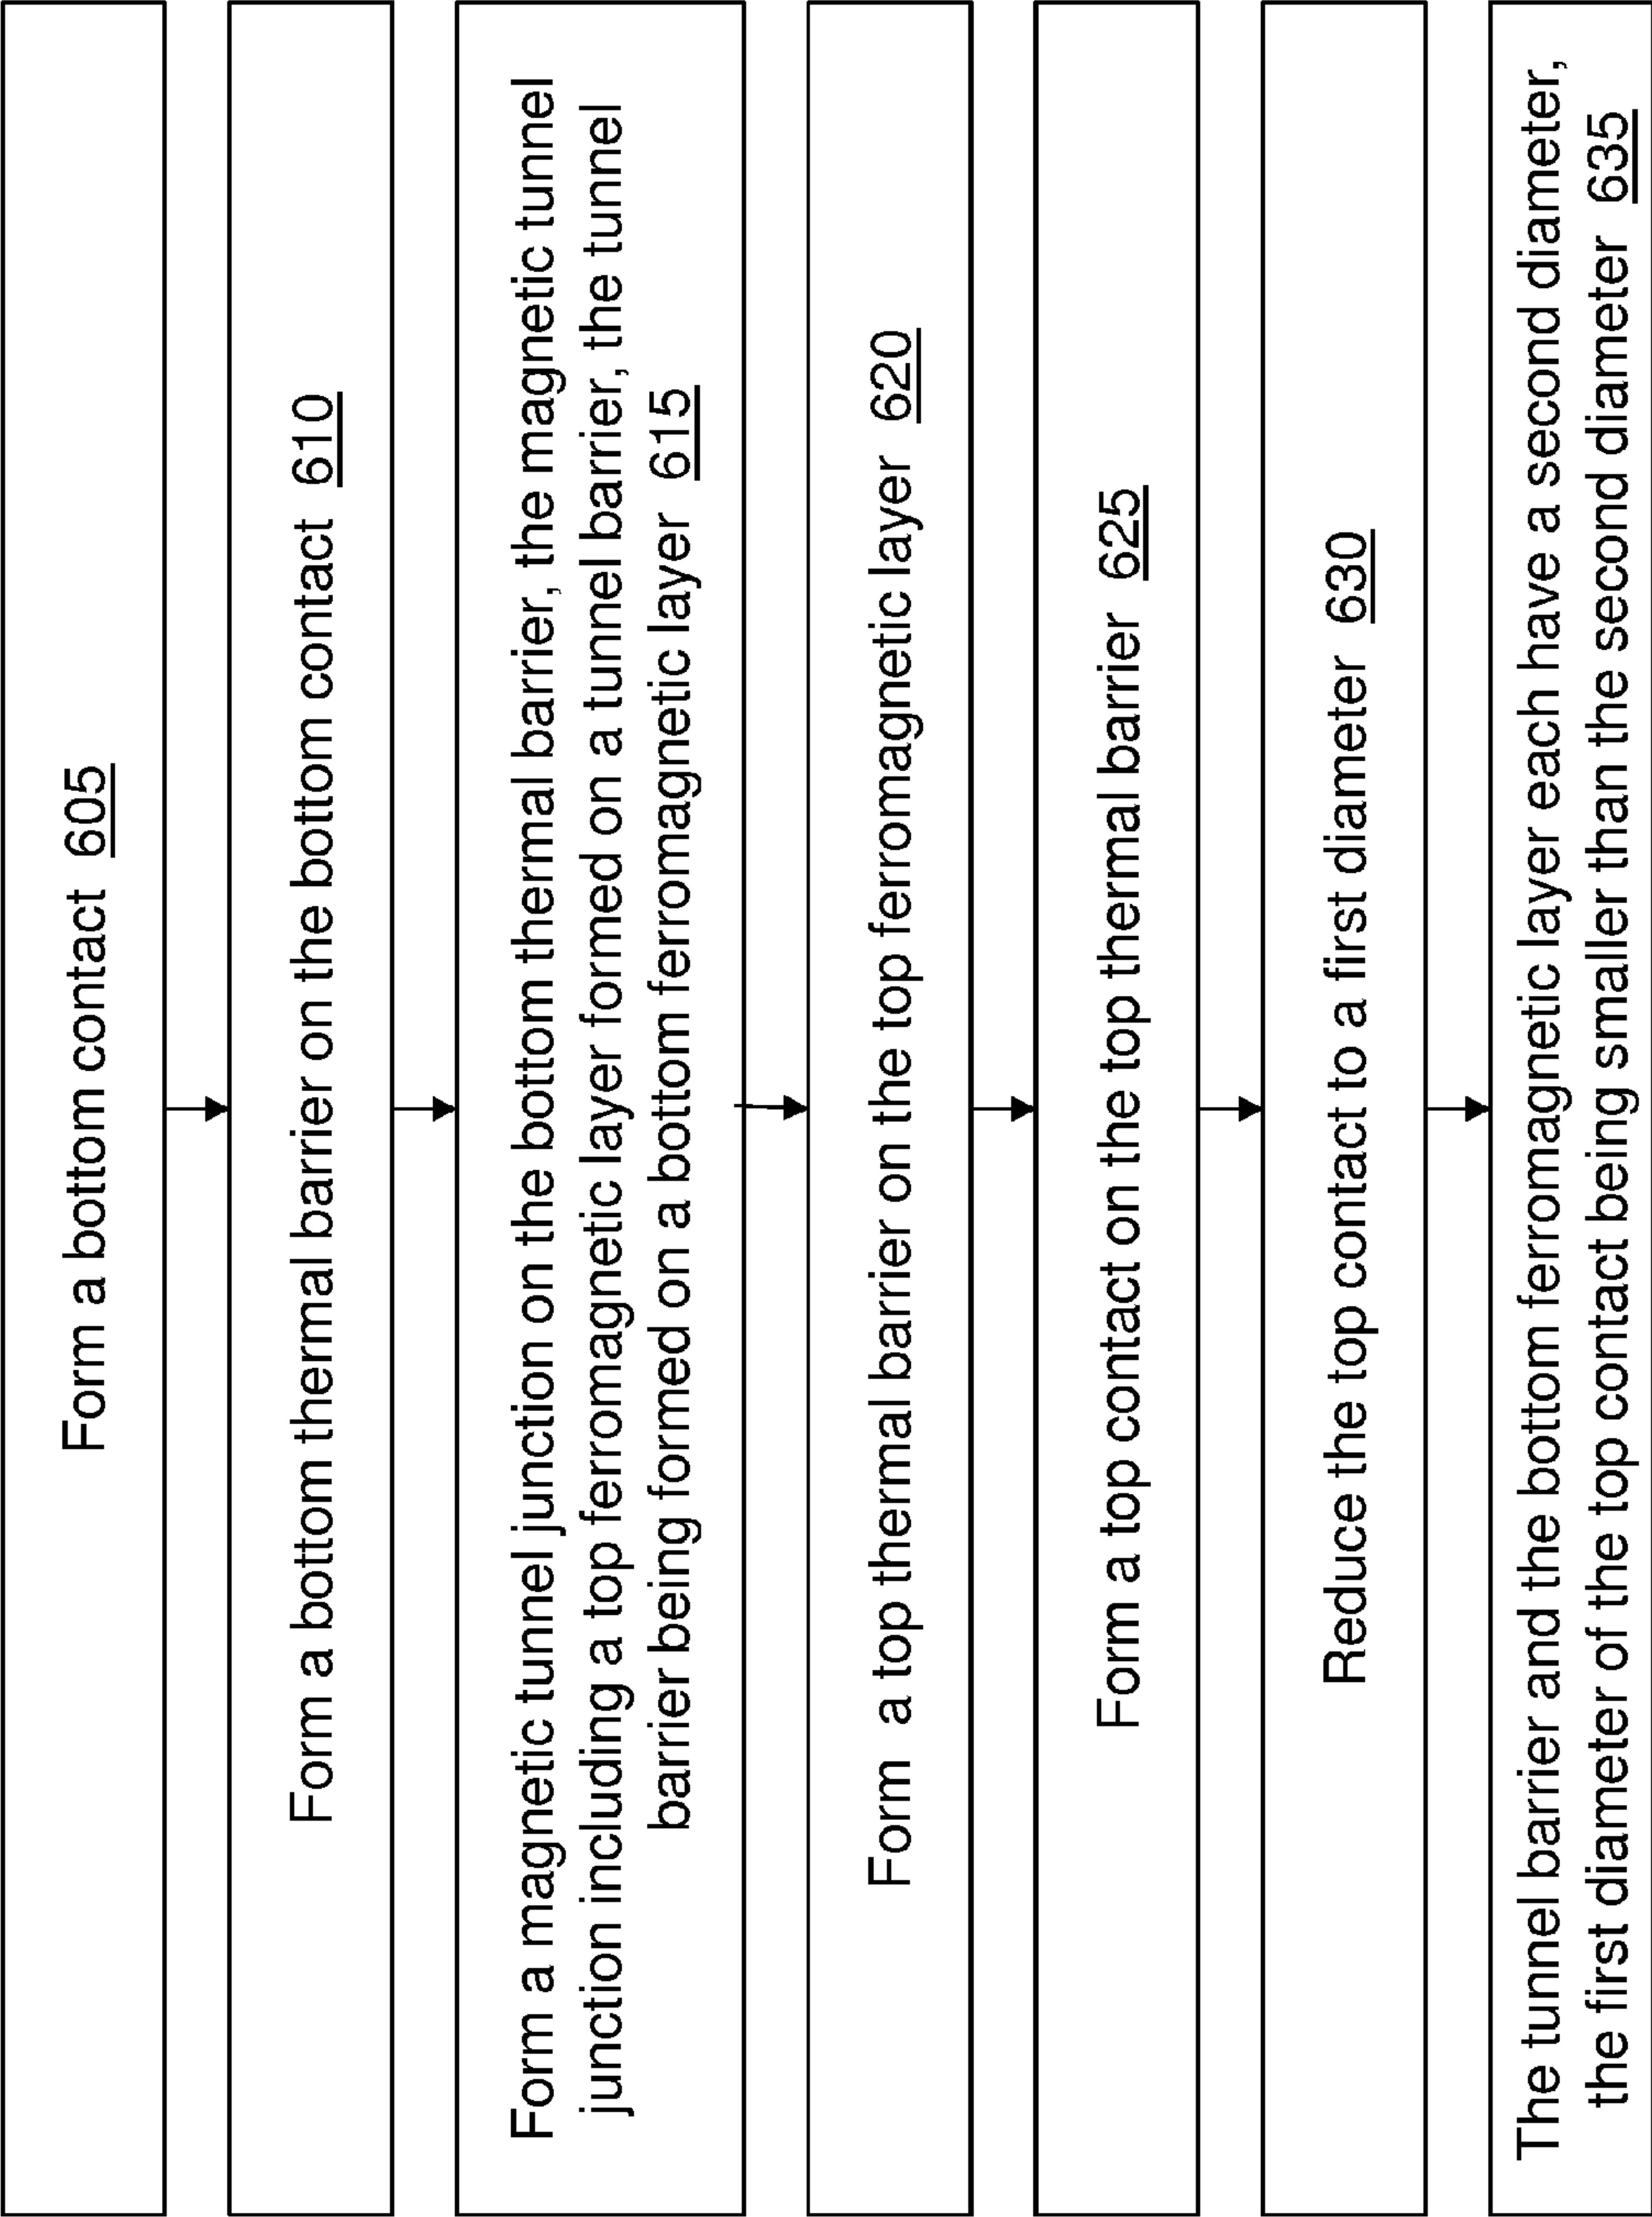 Form a bottom contact 605
Form a bottom thermal barrier on the bottom contact 610
Form a magnetic tunnel junction on the bottom thermal barrier, the magnetic tunnel
junction including a top ferromagnetic layer formed on a tunnel barrier, the tunnel
barrier being formed on a bottom ferromagnetic layer 615
Form a top thermal barrier on the top ferromagnetic layer 620
Form a top contact on the top thermal barrier 625
Reduce the top contact to a first diameter 630
The tunnel barrier and the bottom ferromagnetic layer each have a second diameter,
the first diameter of the top contact being smaller than the second diameter 635